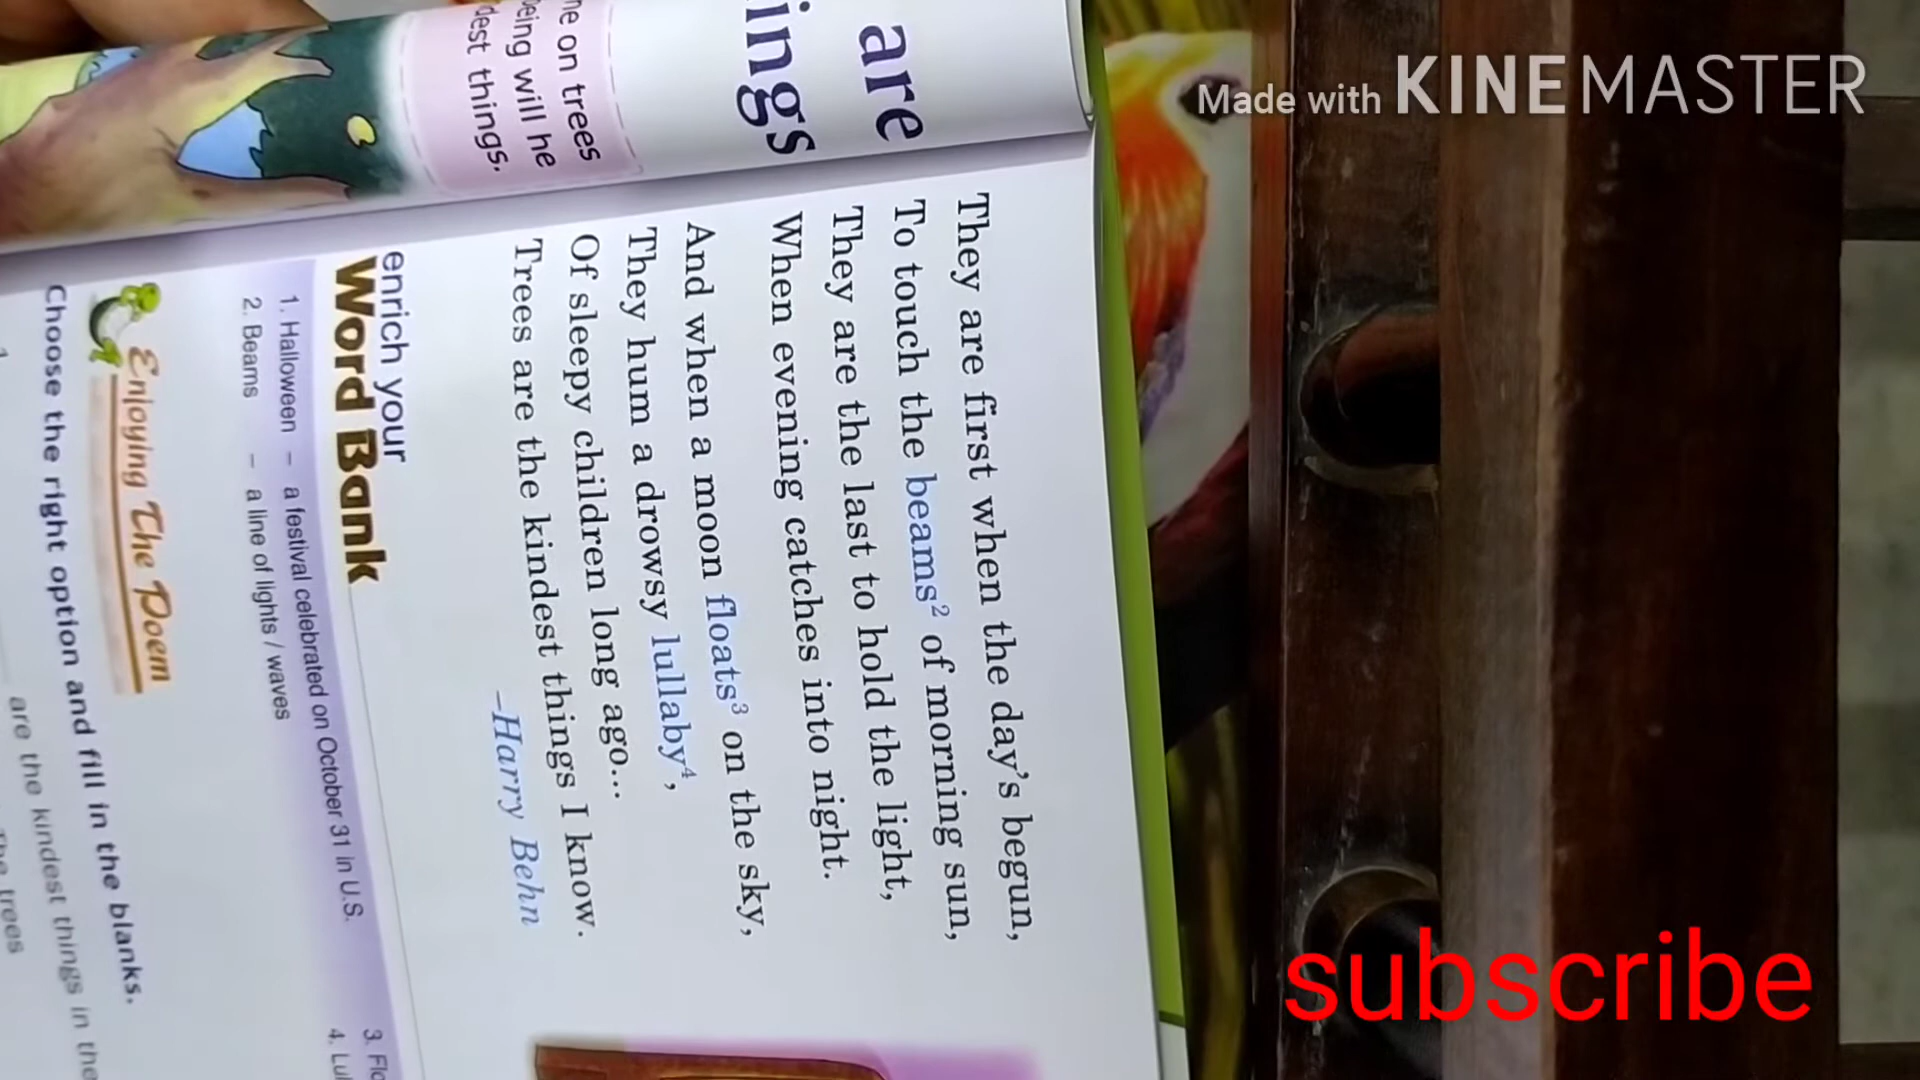 Made with KINEMASTER
subscribe
are
ings
ne on trees
being will he
dest things.
They are first when the day's begun,
To touch the beams² of morning sun,
They are the last to hold the light,
When evening catches into night.
And when a moon floats³ on the sky,
They hum a drowsy lullaby⁴,
Of sleepy children long ago...
Trees are the kindest things I know.
–Harry Behn
enrich your
Word Bank
1. Halloween – a festival celebrated on October 31 in U.S.
2. Beams – a line of lights / waves
3. Flo
4. Lul
Enjoying The Poem
Choose the right option and fill in the blanks.
are the kindest things in the
The trees